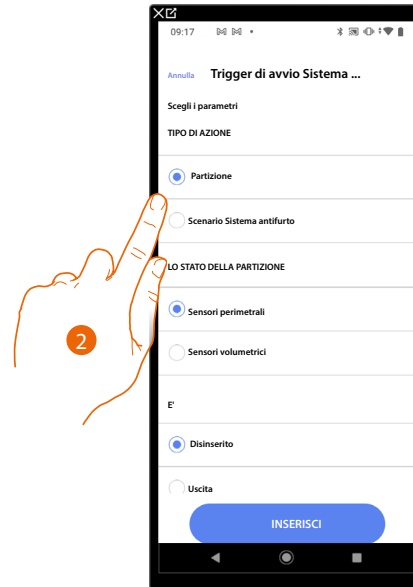 09:17
Annulla Trigger di avvio Sistema ...
Scegli i parametri
TIPO DI AZIONE
Partizione
Scenario Sistema antifurto
LO STATO DELLA PARTIZIONE
Sensori perimetrali
2
Sensori volumetrici
E'
Disinserito
Uscita
INSERISCI